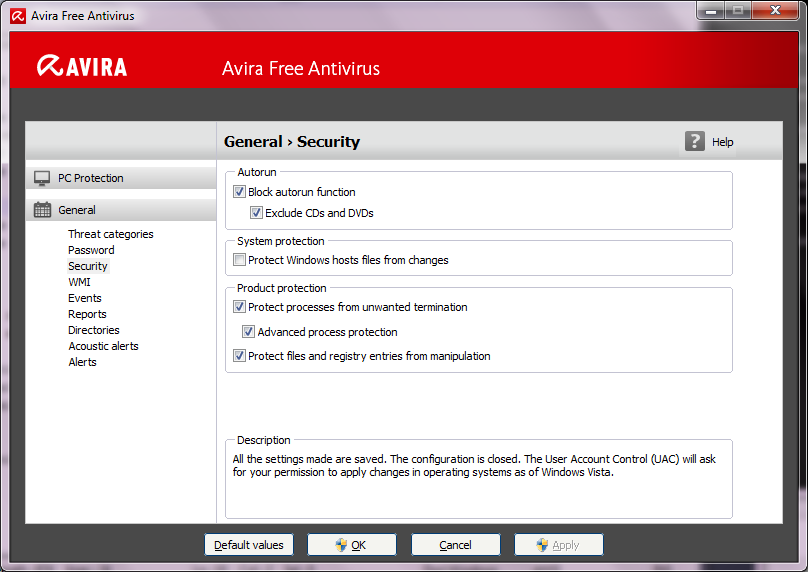 Avira Free Antivirus
AVIRA
Avira Free Antivirus
General › Security
? Help
PC Protection
General
Threat categories
Password
Security
WMI
Events
Reports
Directories
Acoustic alerts
Alerts
Autorun
Block autorun function
Exclude CDs and DVDs
System protection
Protect Windows hosts files from changes
Product protection
Protect processes from unwanted termination
Advanced process protection
Protect files and registry entries from manipulation
Description
All the settings made are saved. The configuration is closed. The User Account Control (UAC) will ask
for your permission to apply changes in operating systems as of Windows Vista.
Default values
OK
Cancel
Apply